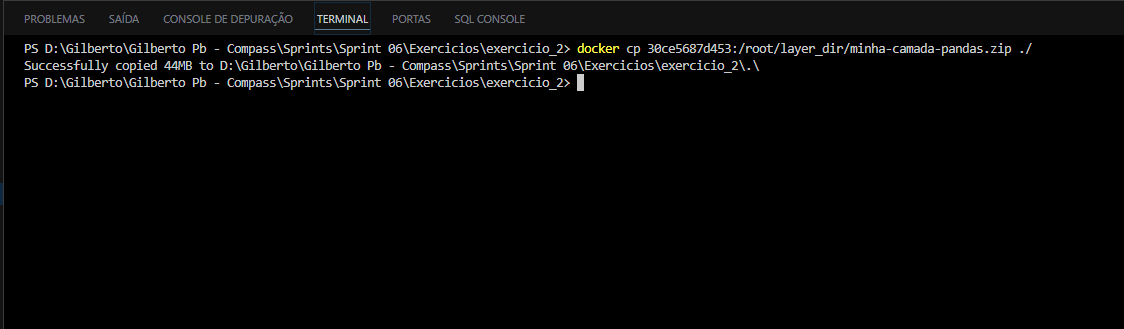 PROBLEMAS SAÍDA CONSOLE DE DEPURAÇÃO TERMINAL PORTAS SQL CONSOLE
PS D:\Gilberto\Gilberto Pb - Compass\Sprints\Sprint 06\Exercicios\exercicio_2> docker cp 30ce5687d453:/root/layer_dir/minha-camada-pandas.zip ./
Successfully copied 44MB to D:\Gilberto\Gilberto Pb - Compass\Sprints\Sprint 06\Exercicios\exercicio_2\.\
PS D:\Gilberto\Gilberto Pb - Compass\Sprints\Sprint 06\Exercicios\exercicio_2>